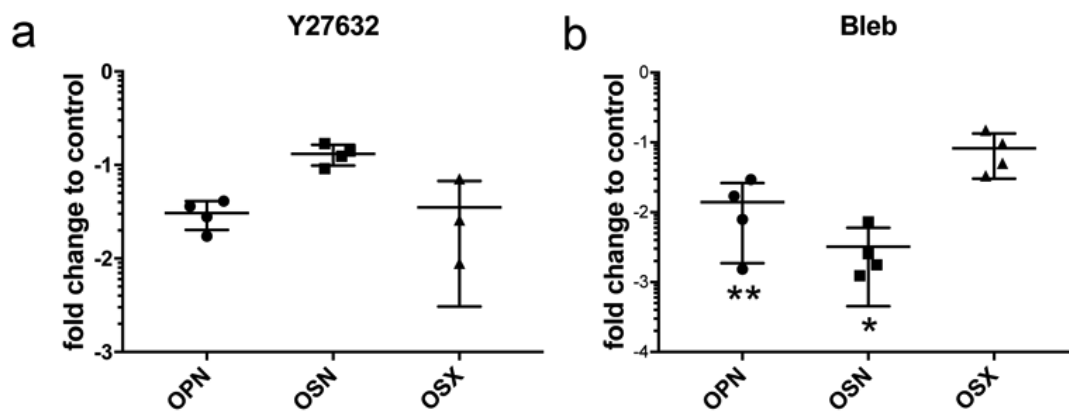 a
Y27632
fold change to control
0
-1
-2
-3
OPN
OSN
OSX
b
Bleb
fold change to control
0
-1
-2
-3
-4
**
*
OPN
OSN
OSX